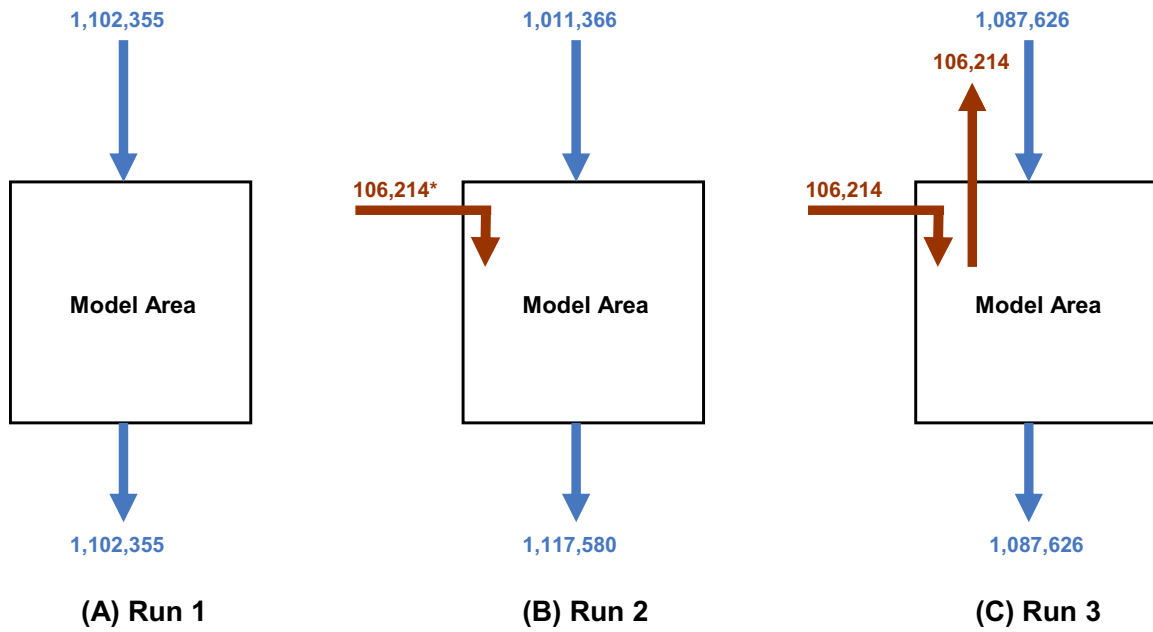 1,102,355
1,011,366
1,087,626
106,214
106,214*
106,214
Model Area
Model Area
Model Area
1,102,355
1,117,580
1,087,626
(A) Run 1
(B) Run 2
(C) Run 3